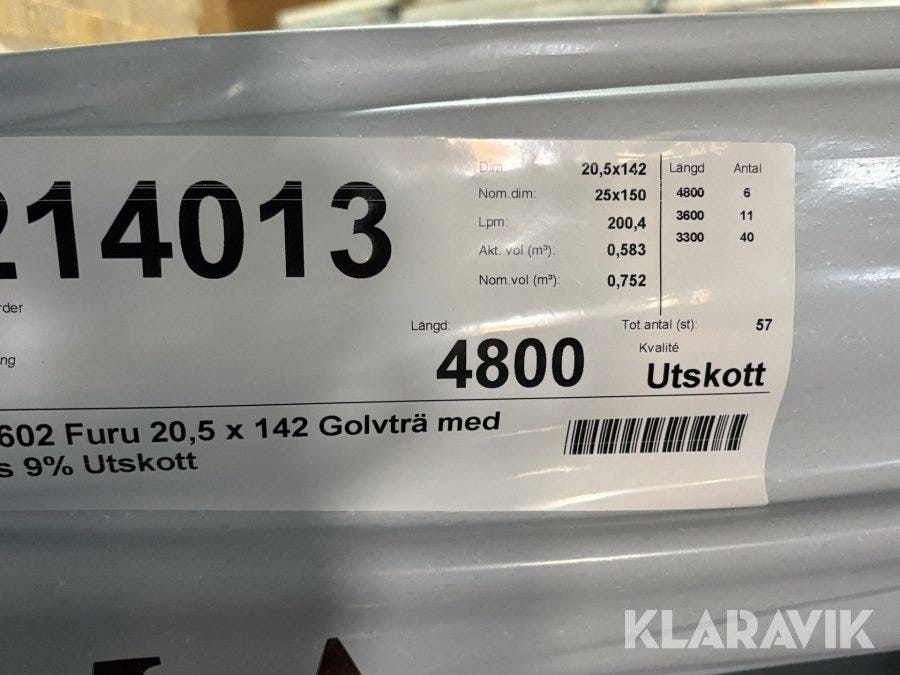 214013
Dim 20,5x142
Nom.dim: 25x150
Lpm: 200,4
Akt. vol (m³): 0,583
Nom.vol (m³): 0,752
Längd Antal
4800 6
3600 11
3300 40
Tot.antal (st): 57
Längd:
4800
Kvalité
Utskott
602 Furu 20,5 x 142 Golvträ med
s 9% Utskott
KLARAVIK